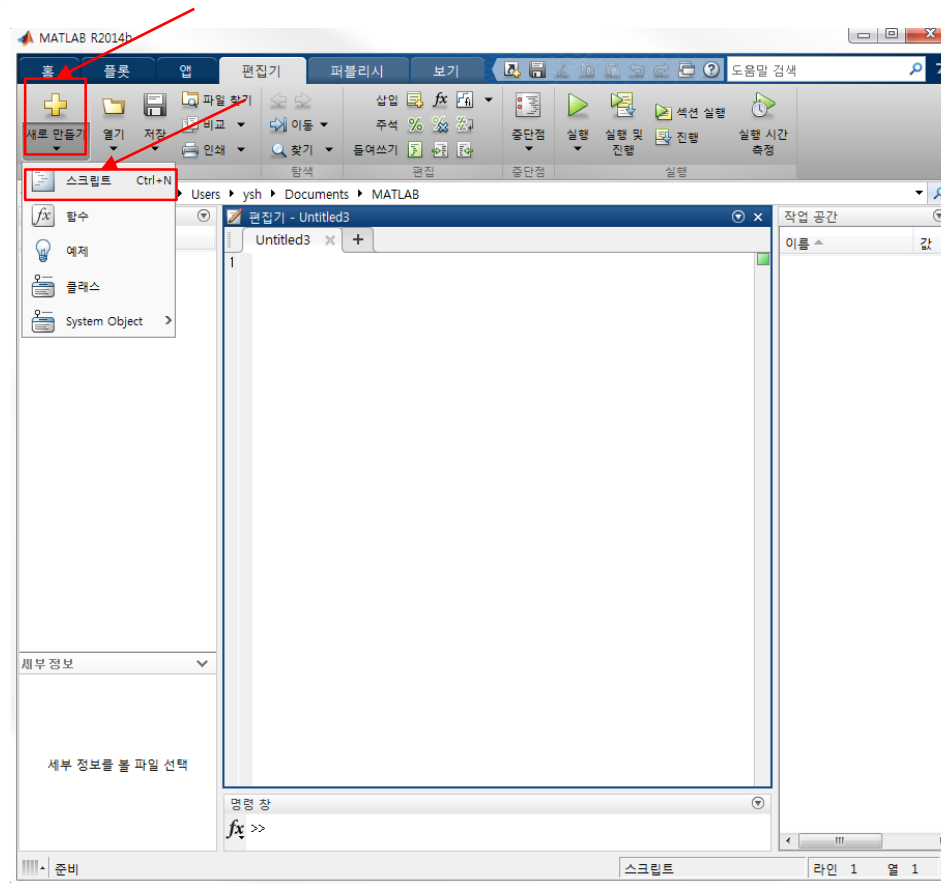 MATLAB R2014b
홈 플롯 앱 편집기 퍼블리시 보기 도움말 검색
새로 만들기 열기 저장 파일 찾기 비교 인쇄 이동 찾기 삽입 주석 들여쓰기 중단점 실행 실행 및 진행 섹션 실행 진행 실행 시간 측정
탐색 편집 중단점 실행
스크립트 Ctrl+N
Users ysh Documents MATLAB
함수
편집기 - Untitled3
작업 공간
예제
Untitled3
이름 값
1
클래스
System Object
세부 정보
세부 정보를 볼 파일 선택
명령 창
fx >>
준비 스크립트 라인 1 열 1